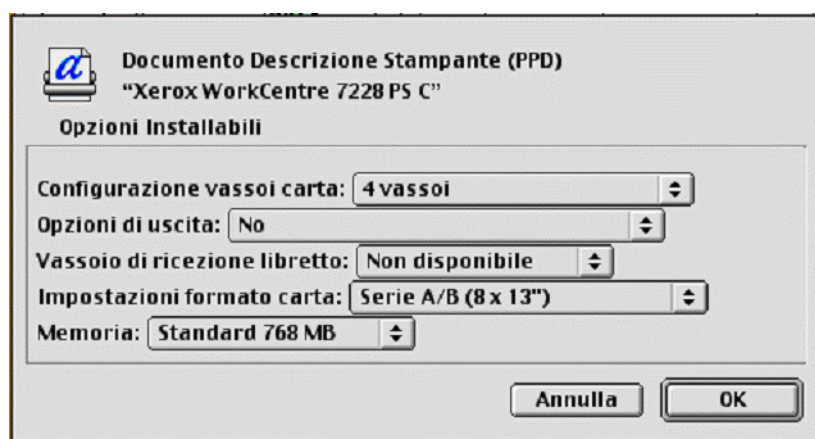 Documento Descrizione Stampante (PPD)
“Xerox WorkCentre 7228 PS C”
Opzioni Installabili
Configurazione vassoi carta: 4 vassoi
Opzioni di uscita: No
Vassoio di ricezione libretto: Non disponibile
Impostazioni formato carta: Serie A/B (8 x 13")
Memoria: Standard 768 MB
Annulla OK